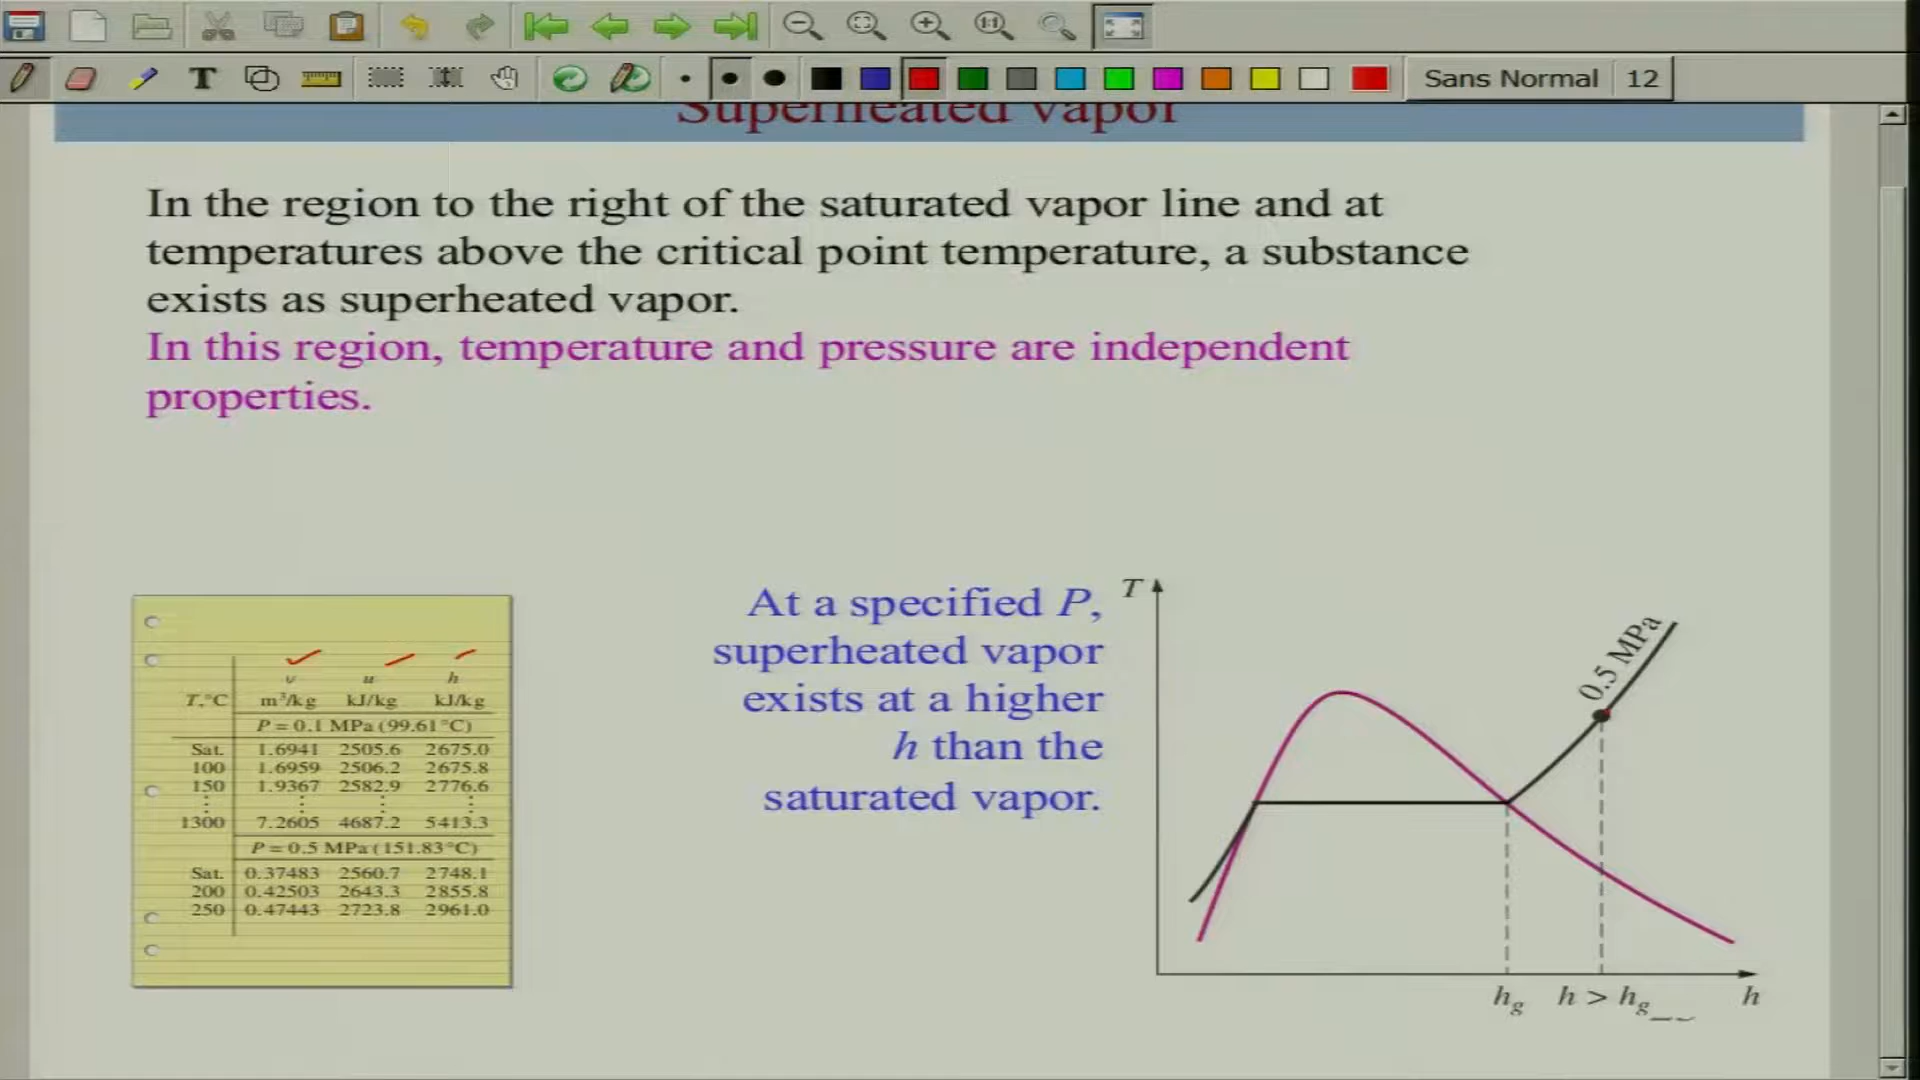 Sans Normal 12
Superheated vapor
In the region to the right of the saturated vapor line and at
temperatures above the critical point temperature, a substance
exists as superheated vapor.
In this region, temperature and pressure are independent
properties.
v u h
T,°C m³/kg kJ/kg kJ/kg
P = 0.1 MPa (99.61°C)
Sat. 1.6941 2505.6 2675.0
100 1.6959 2506.2 2675.8
150 1.9367 2582.9 2776.6
⋮ ⋮ ⋮ ⋮
1300 7.2605 4687.2 5413.3
P = 0.5 MPa (151.83°C)
Sat. 0.37483 2560.7 2748.1
200 0.42503 2643.3 2855.8
250 0.47443 2723.8 2961.0
At a specified P,
superheated vapor
exists at a higher
h than the
saturated vapor.
T
0.5 MPa
hg h > hg h